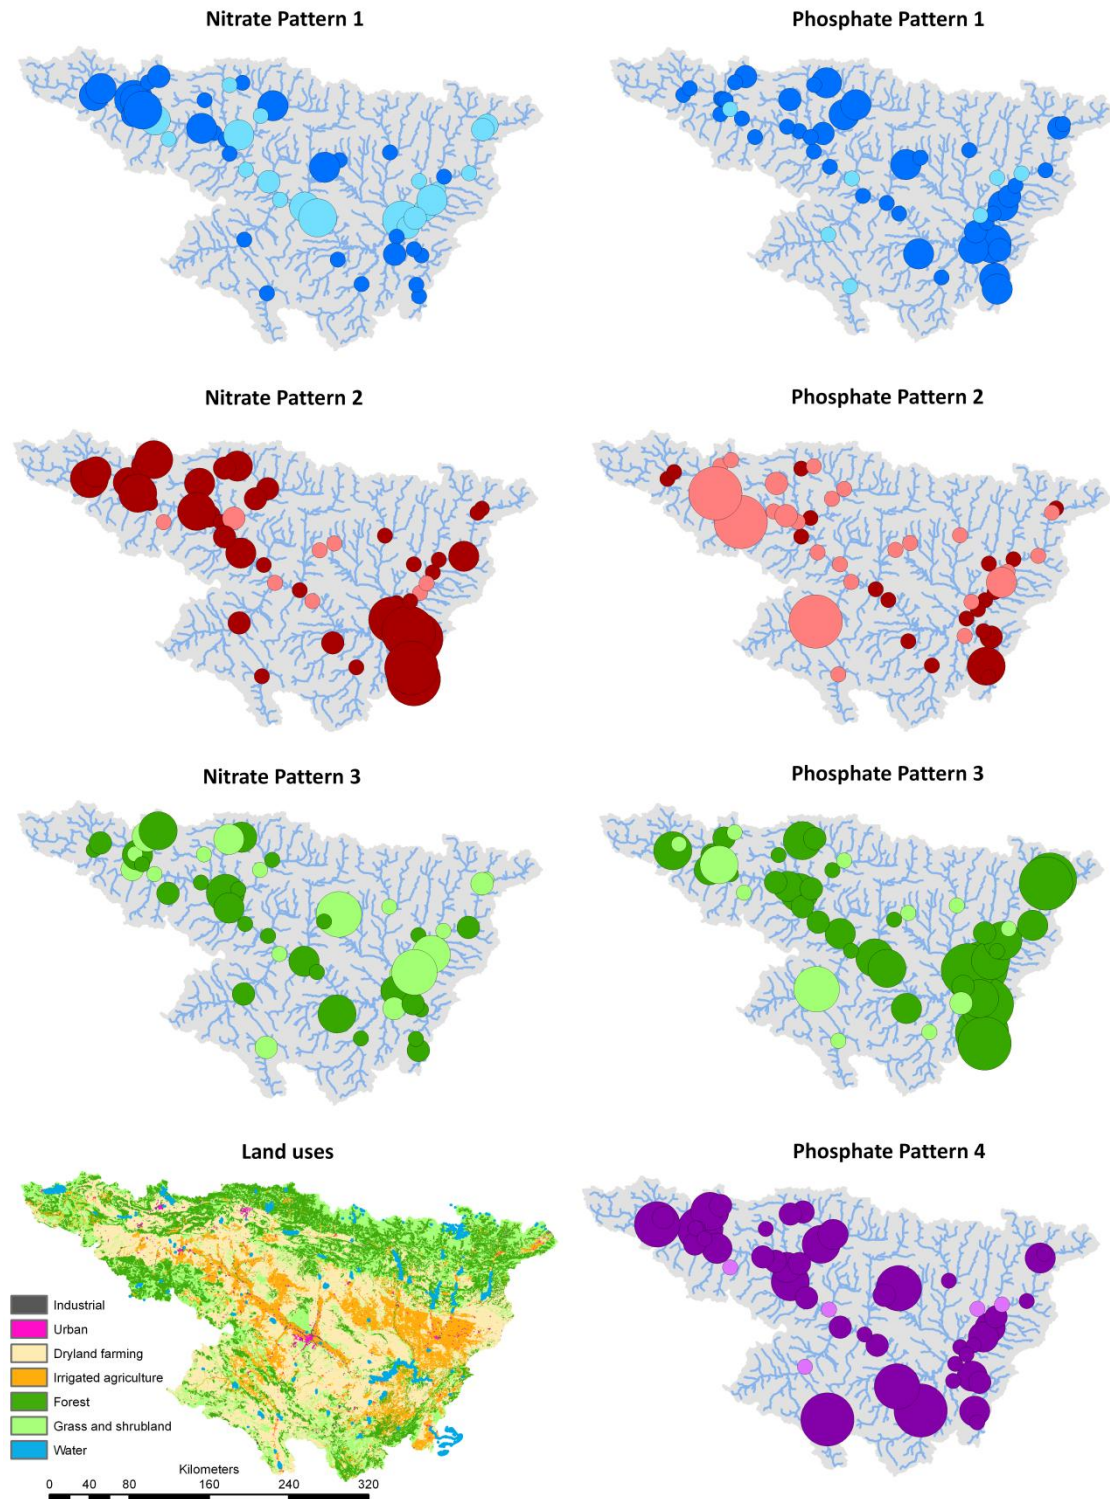 Nitrate Pattern 1
Phosphate Pattern 1
Nitrate Pattern 2
Phosphate Pattern 2
Nitrate Pattern 3
Phosphate Pattern 3
Land uses
Phosphate Pattern 4
Industrial
Urban
Dryland farming
Irrigated agriculture
Forest
Grass and shrubland
Water
Kilometers
0 40 80 160 240 320